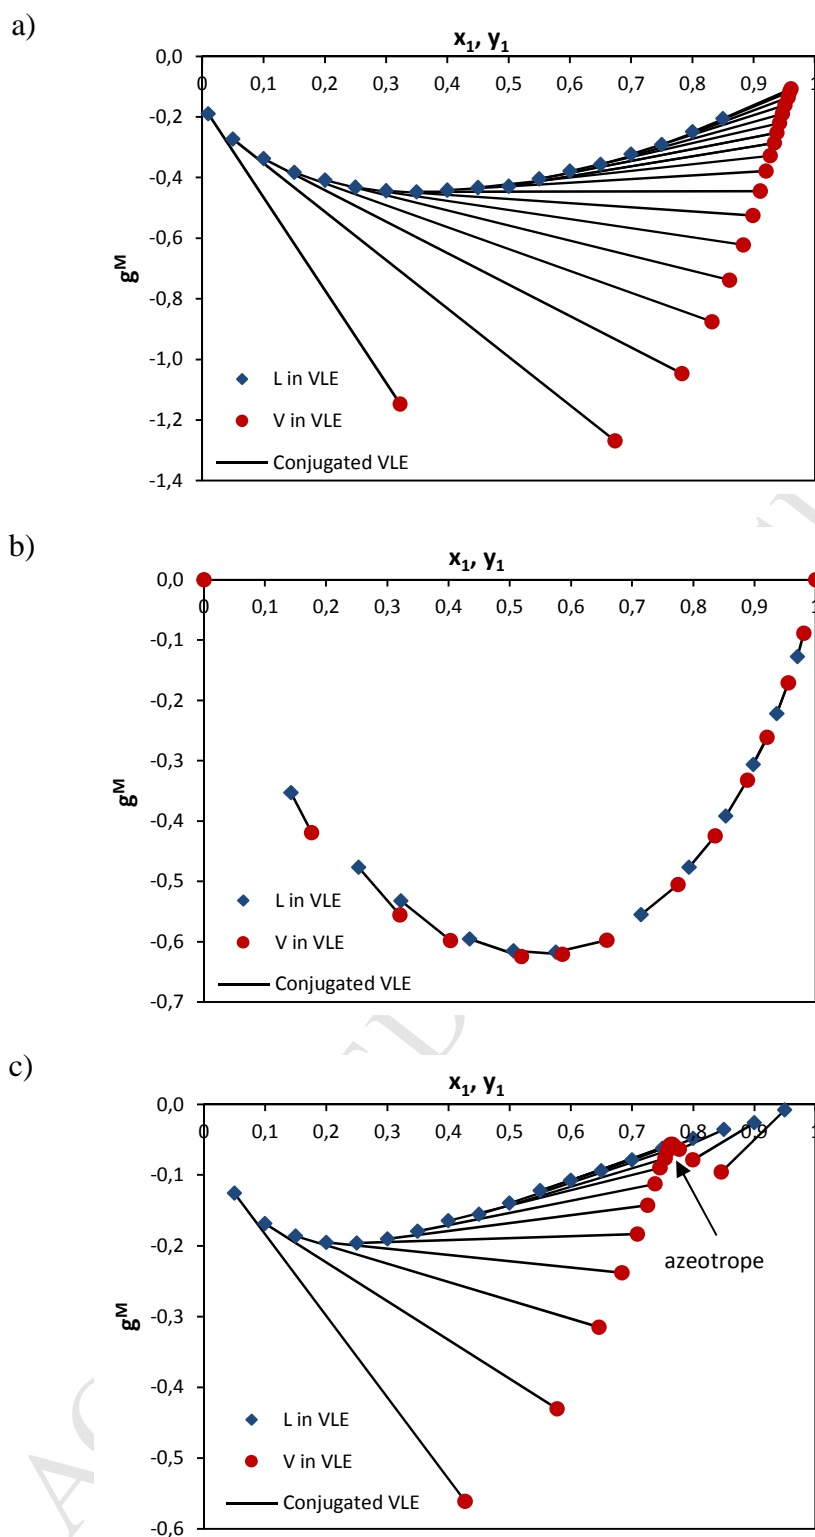 a)
x1, y1
0,0
0 0,1 0,2 0,3 0,4 0,5 0,6 0,7 0,8 0,9 1
-0,2
-0,4
-0,6
gM
-0,8
-1,0
-1,2
-1,4
L in VLE
V in VLE
Conjugated VLE
b)
x1, y1
0,0
0 0,1 0,2 0,3 0,4 0,5 0,6 0,7 0,8 0,9 1
-0,1
-0,2
-0,3
gM
-0,4
-0,5
-0,6
-0,7
L in VLE
V in VLE
Conjugated VLE
c)
x1, y1
0,0
0 0,1 0,2 0,3 0,4 0,5 0,6 0,7 0,8 0,9 1
-0,1
-0,2
azeotrope
-0,3
gM
-0,4
-0,5
-0,6
L in VLE
V in VLE
Conjugated VLE